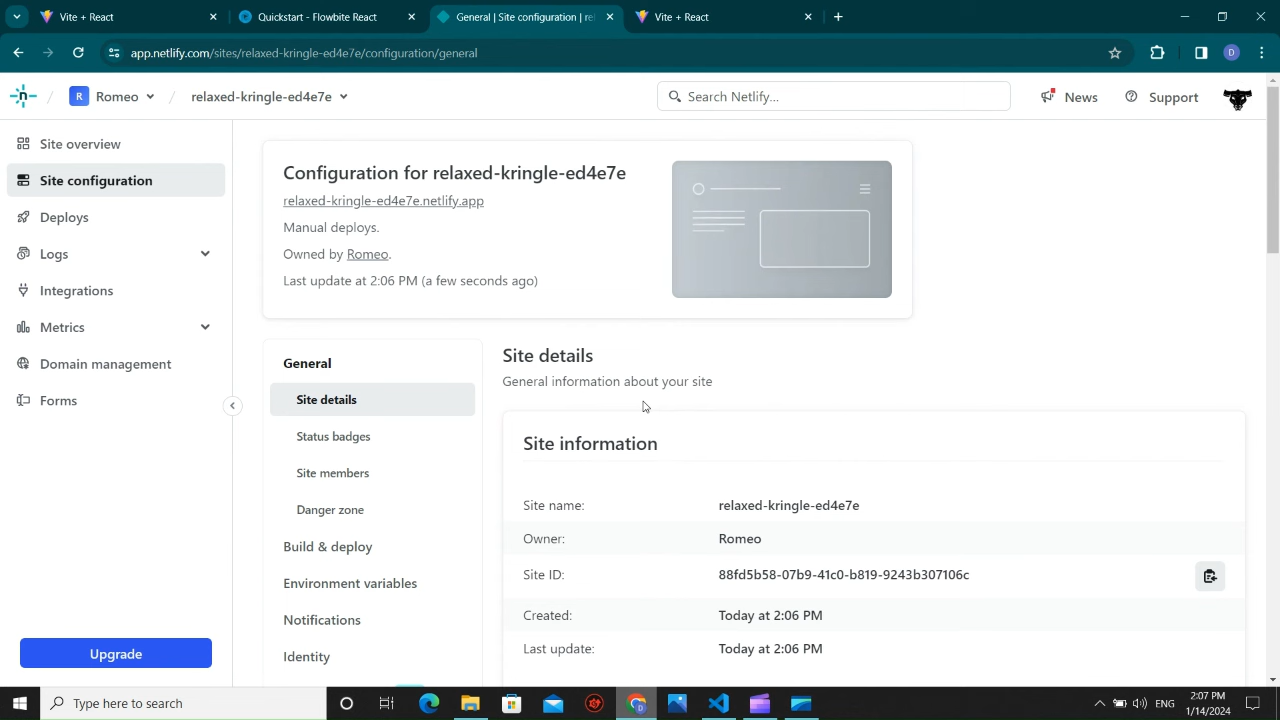 Vite + React
Quickstart - Flowbite React
General | Site configuration | rel
Vite + React
app.netlify.com/sites/relaxed-kringle-ed4e7e/configuration/general
D
n
R
Romeo
relaxed-kringle-ed4e7e
Search Netlify...
News
Support
Site overview
Site configuration
Deploys
Logs
Integrations
Metrics
Domain management
Forms
Upgrade
Configuration for relaxed-kringle-ed4e7e
relaxed-kringle-ed4e7e.netlify.app
Manual deploys.
Owned by Romeo.
Last update at 2:06 PM (a few seconds ago)
General
Site details
Status badges
Site members
Danger zone
Build & deploy
Environment variables
Notifications
Identity
Site details
General information about your site
Site information
Site name: relaxed-kringle-ed4e7e
Owner: Romeo
Site ID: 88fd5b58-07b9-41c0-b819-9243b307106c
Created: Today at 2:06 PM
Last update: Today at 2:06 PM
Type here to search
D
ENG
2:07 PM
1/14/2024